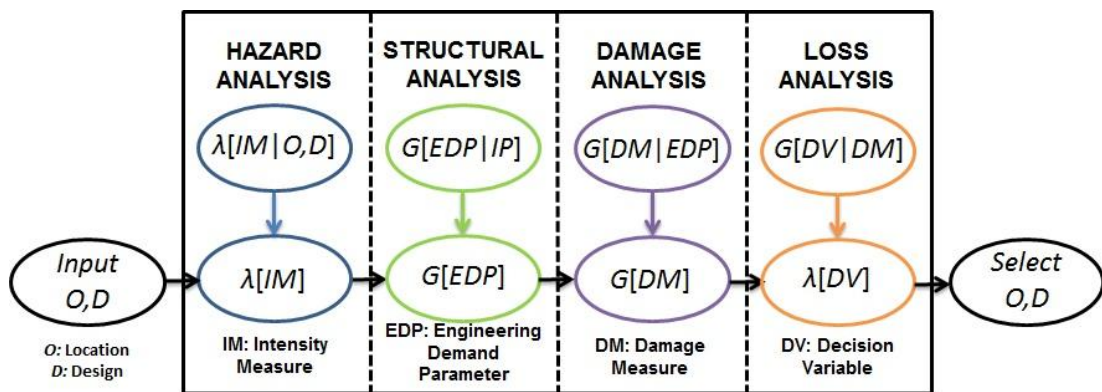 HAZARD
ANALYSIS
STRUCTURAL
ANALYSIS
DAMAGE
ANALYSIS
LOSS
ANALYSIS
λ[IM|O,D]
G[EDP|IP]
G[DM|EDP]
G[DV|DM]
Input
O,D
λ[IM]
G[EDP]
G[DM]
λ[DV]
Select
O,D
O: Location
D: Design
IM: Intensity
Measure
EDP: Engineering
Demand
Parameter
DM: Damage
Measure
DV: Decision
Variable